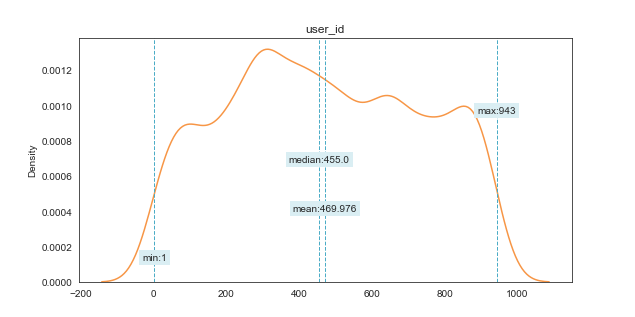 user_id
0.0012
0.0010
max:943
0.0008
median:455.0
Density
0.0006
0.0004
mean:469.976
0.0002
min:1
0.0000
−200 0 200 400 600 800 1000